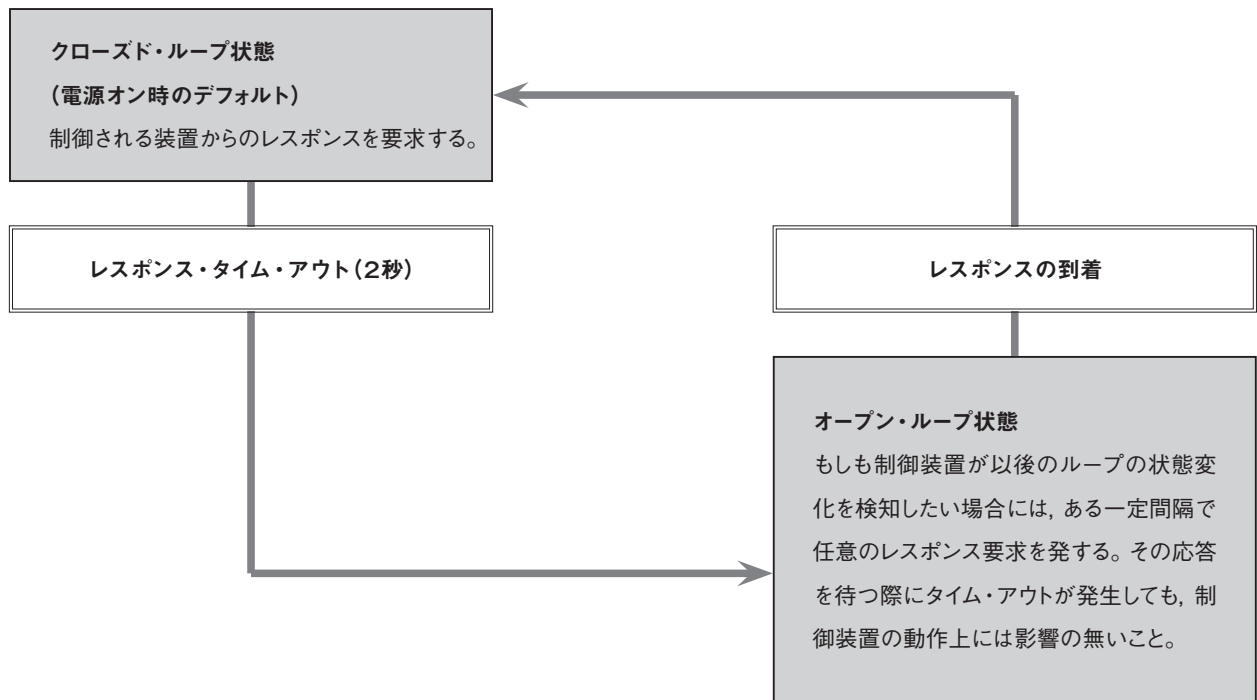 クローズド・ループ状態
(電源オン時のデフォルト)
制御される装置からのレスポンスを要求する。
レスポンス・タイム・アウト(2秒)
レスポンスの到着
オープン・ループ状態
もしも制御装置が以後のループの状態変
化を検知したい場合には, ある一定間隔で
任意のレスポンス要求を発する。その応答
を待つ際にタイム・アウトが発生しても, 制
御装置の動作上には影響の無いこと。